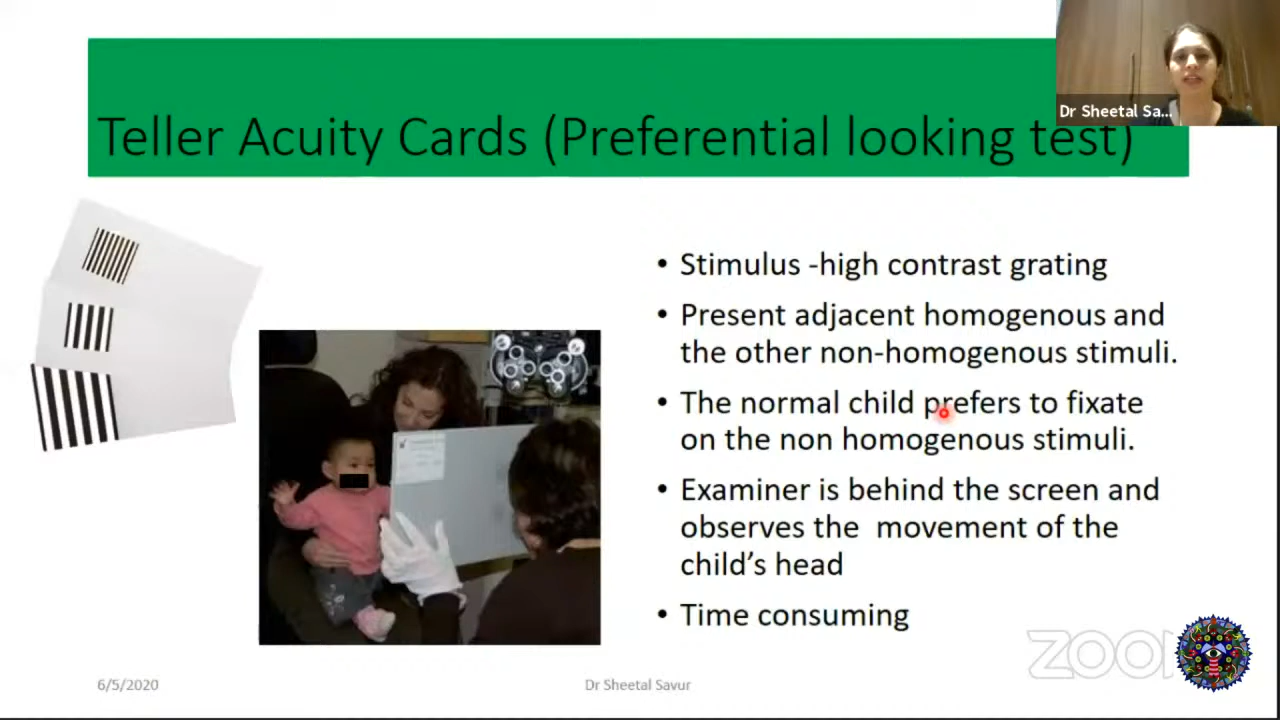 Dr Sheetal Sa...
Teller Acuity Cards (Preferential looking test)
• Stimulus -high contrast grating
• Present adjacent homogenous and
the other non-homogenous stimuli.
• The normal child prefers to fixate
on the non homogenous stimuli.
• Examiner is behind the screen and
observes the movement of the
child’s head
• Time consuming
6/5/2020
Dr Sheetal Savur